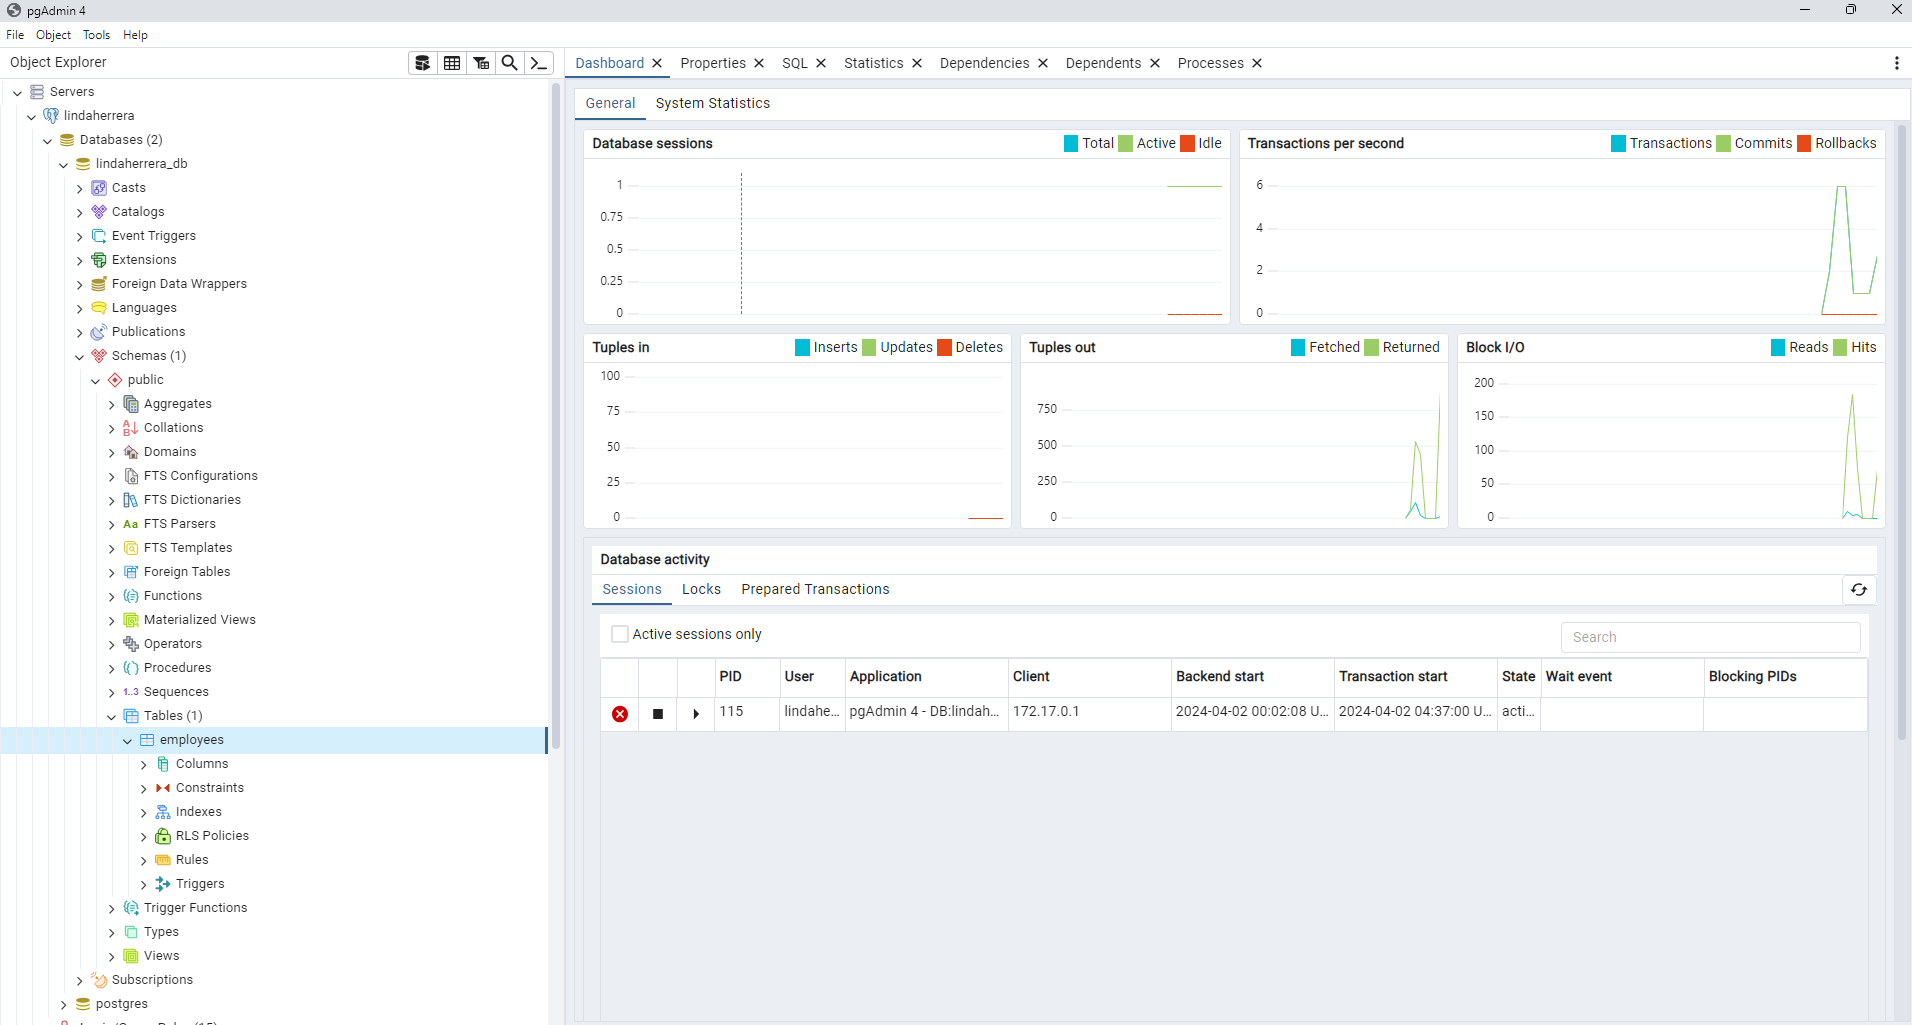 pgAdmin 4
File Object Tools Help
Object Explorer
Servers
lindaherrera
Databases (2)
lindaherrera_db
Casts
Catalogs
Event Triggers
Extensions
Foreign Data Wrappers
Languages
Publications
Schemas (1)
public
Aggregates
Collations
Domains
FTS Configurations
FTS Dictionaries
FTS Parsers
FTS Templates
Foreign Tables
Functions
Materialized Views
Operators
Procedures
Sequences
Tables (1)
employees
Columns
Constraints
Indexes
RLS Policies
Rules
Triggers
Trigger Functions
Types
Views
Subscriptions
postgres
Dashboard Properties SQL Statistics Dependencies Dependents Processes
General System Statistics
Database sessions Total Active Idle
1
0.75
0.5
0.25
0
Transactions per second Transactions Commits Rollbacks
6
4
2
0
Tuples in Inserts Updates Deletes
100
75
50
25
0
Tuples out Fetched Returned
750
500
250
0
Block I/O Reads Hits
200
150
100
50
0
Database activity
Sessions Locks Prepared Transactions
Active sessions only Search
PID User Application Client Backend start Transaction start State Wait event Blocking PIDs
115 lindahe... pgAdmin 4 - DB:lindah... 172.17.0.1 2024-04-02 00:02:08 U... 2024-04-02 04:37:00 U... acti...